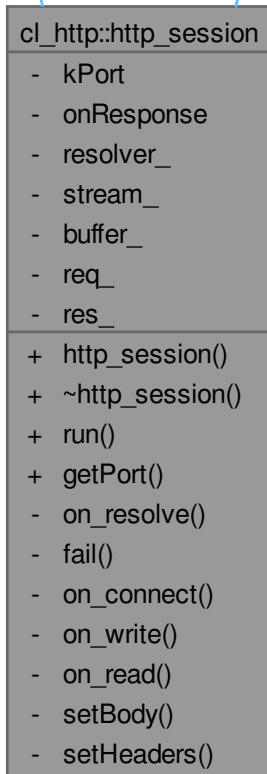 cl_http::http_session
- kPort
- onResponse
- resolver_
- stream_
- buffer_
- req_
- res_
+ http_session()
+ ~http_session()
+ run()
+ getPort()
- on_resolve()
- fail()
- on_connect()
- on_write()
- on_read()
- setBody()
- setHeaders()